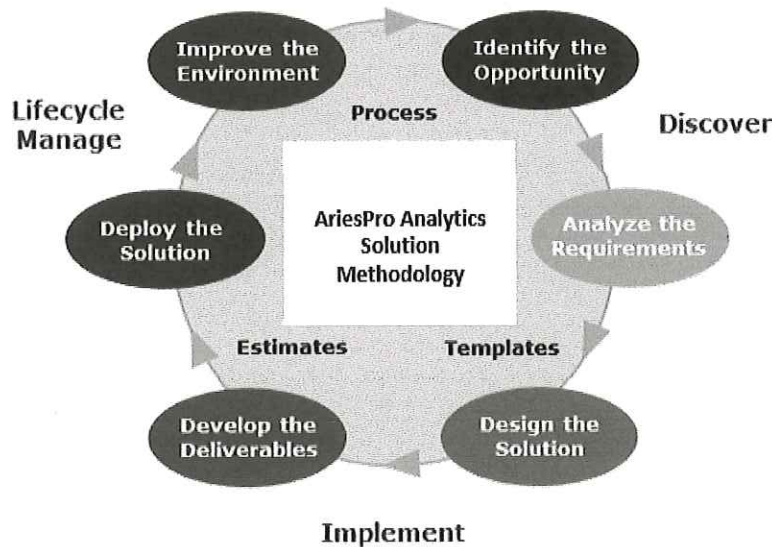 Improve the
Environment
Identify the
Opportunity
Process
Lifecycle
Manage
Discover
AriesPro Analytics
Solution
Methodology
Deploy the
Solution
Analyze the
Requirements
Estimates
Templates
Develop the
Deliverables
Design the
Solution
Implement